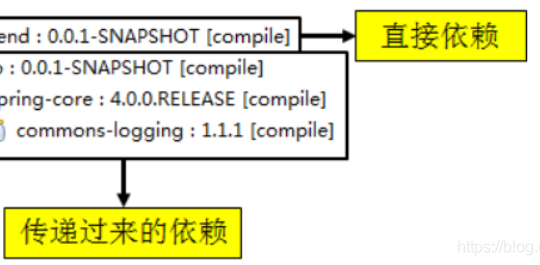 end : 0.0.1-SNAPSHOT [compile]
直接依赖
o : 0.0.1-SNAPSHOT [compile]
pring-core : 4.0.0.RELEASE [compile]
commons-logging : 1.1.1 [compile]
传递过来的依赖
https://blog.